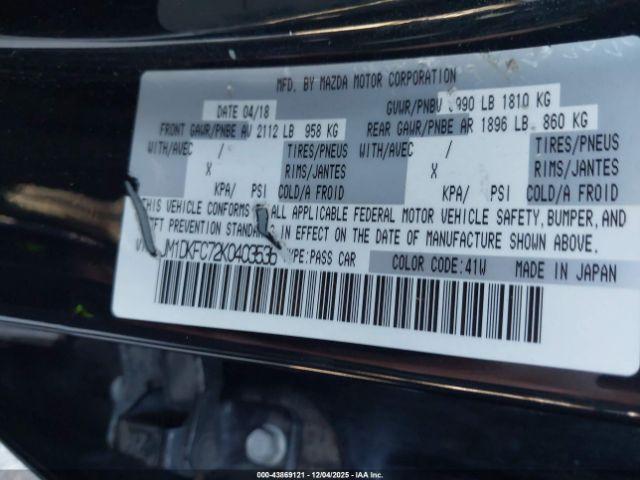 MFD. BY MAZDA MOTOR CORPORATION
DATE 04/18 GVWR/PNBV 3990 LB 1810 KG
FRONT GAWR/PNBE AV 2112 LB 958 KG REAR GAWR/PNBE AR 1896 LB 860 KG
WITH/AVEC / TIRES/PNEUS WITH/AVEC / TIRES/PNEUS
X RIMS/JANTES X RIMS/JANTES
KPA/ PSI COLD/A FROID KPA/ PSI COLD/A FROID
THIS VEHICLE CONFORMS TO ALL APPLICABLE FEDERAL MOTOR VEHICLE SAFETY, BUMPER, AND
THEFT PREVENTION STANDARDS IN EFFECT ON THE DATE OF MANUFACTURE SHOWN ABOVE.
JM1DKFC72K0403536 TYPE:PASS CAR COLOR CODE:41W MADE IN JAPAN
00-43869121 - 12/04/2025 - IAA Inc.